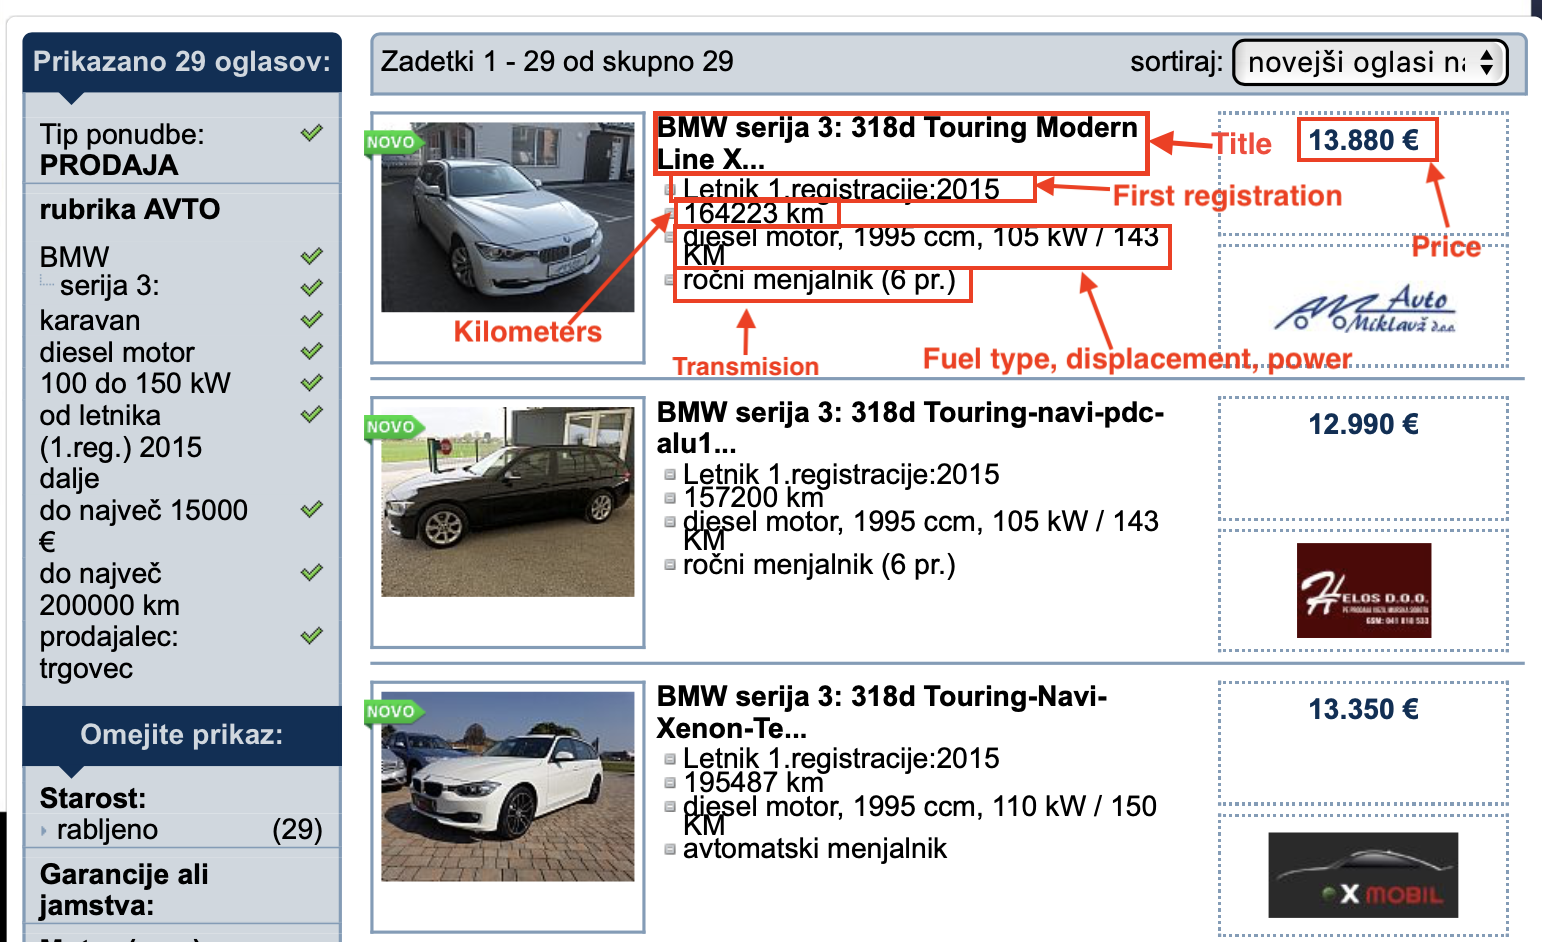 Prikazano 29 oglasov:
Tip ponudbe:
PRODAJA
rubrika AVTO
BMW
serija 3:
karavan
diesel motor
100 do 150 kW
od letnika
(1.reg.) 2015
dalje
do največ 15000
€
do največ
200000 km
prodajalec:
trgovec
Omejite prikaz:
Starost:
rabljeno (29)
Garancije ali
jamstva:
Zadetki 1 - 29 od skupno 29
sortiraj: novejši oglasi na
NOVO
BMW serija 3: 318d Touring Modern
Line X...
Title
13.880 €
Letnik 1.registracije:2015
First registration
164223 km
diesel motor, 1995 ccm, 105 kW / 143
KM
Price
ročni menjalnik (6 pr.)
Kilometers
Transmision
Fuel type, displacement, power
Avto
Miklavž d.o.o.
NOVO
BMW serija 3: 318d Touring-navi-pdc-
alu1...
12.990 €
Letnik 1.registracije:2015
157200 km
diesel motor, 1995 ccm, 105 kW / 143
KM
ročni menjalnik (6 pr.)
HELOS D.O.O.
GSM: 041 818 533
NOVO
BMW serija 3: 318d Touring-Navi-
Xenon-Te...
13.350 €
Letnik 1.registracije:2015
195487 km
diesel motor, 1995 ccm, 110 kW / 150
KM
avtomatski menjalnik
X MOBIL